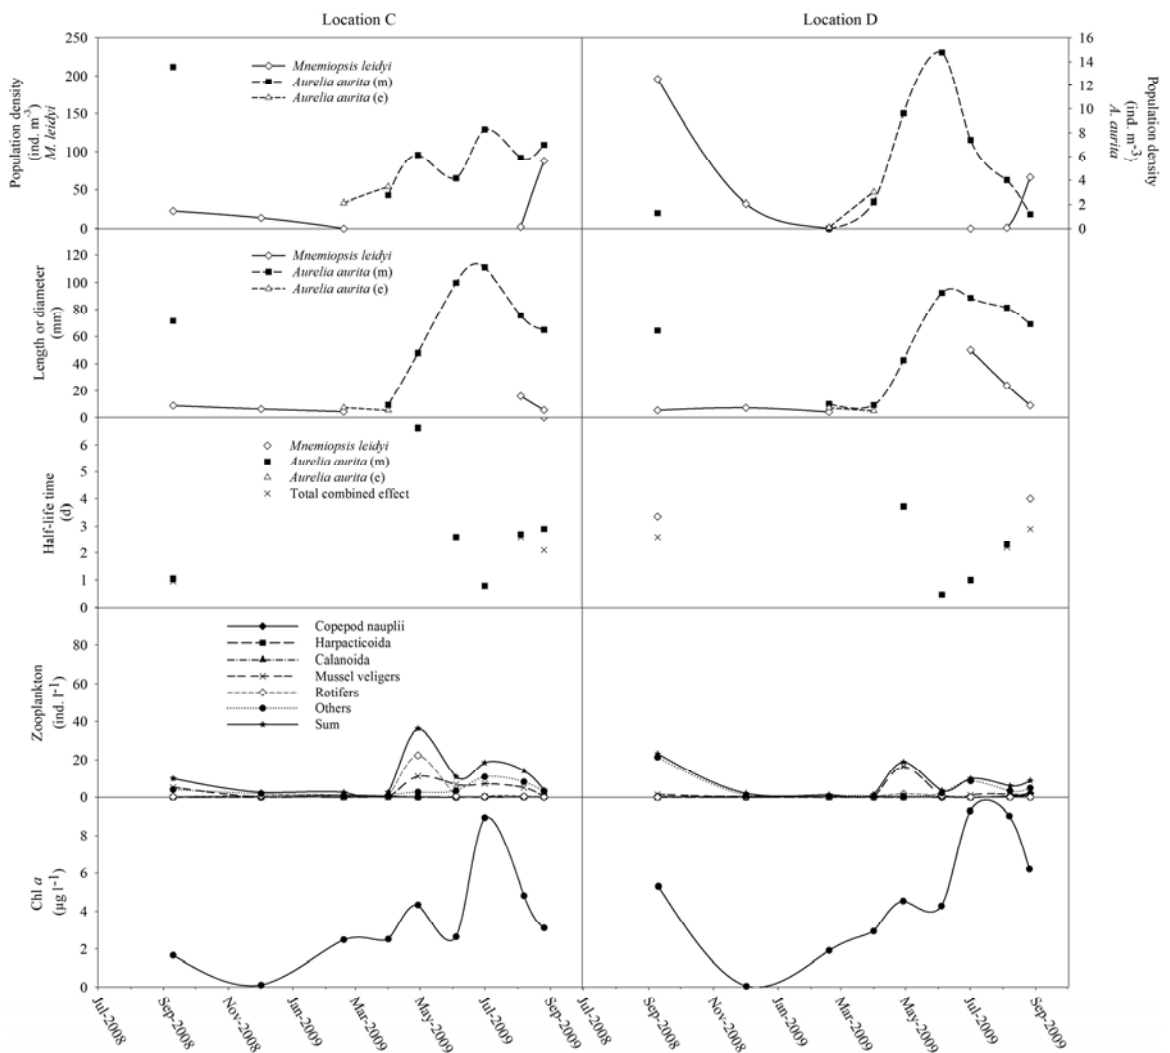 Location C
Location D
Population density
(ind. m-3)
M. leidyi
250
200
150
100
50
0
Mnemiopsis leidyi
Aurelia aurita (m)
Aurelia aurita (e)
16
14
12
10
8
6
4
2
0
Population density
(ind. m-3)
A. aurita
Length or diameter
(mm)
120
100
80
60
40
20
0
Mnemiopsis leidyi
Aurelia aurita (m)
Aurelia aurita (e)
Half-life time
(d)
6
5
4
3
2
1
0
Mnemiopsis leidyi
Aurelia aurita (m)
Aurelia aurita (e)
Total combined effect
Zooplankton
(ind. l-1)
80
60
40
20
0
Copepod nauplii
Harpacticoida
Calanoida
Mussel veligers
Rotifers
Others
Sum
Chl a
(µg l-1)
8
6
4
2
0
Jul-2008
Sep-2008
Nov-2008
Jan-2009
Mar-2009
May-2009
Jul-2009
Sep-2009
Jul-2008
Sep-2008
Nov-2008
Jan-2009
Mar-2009
May-2009
Jul-2009
Sep-2009